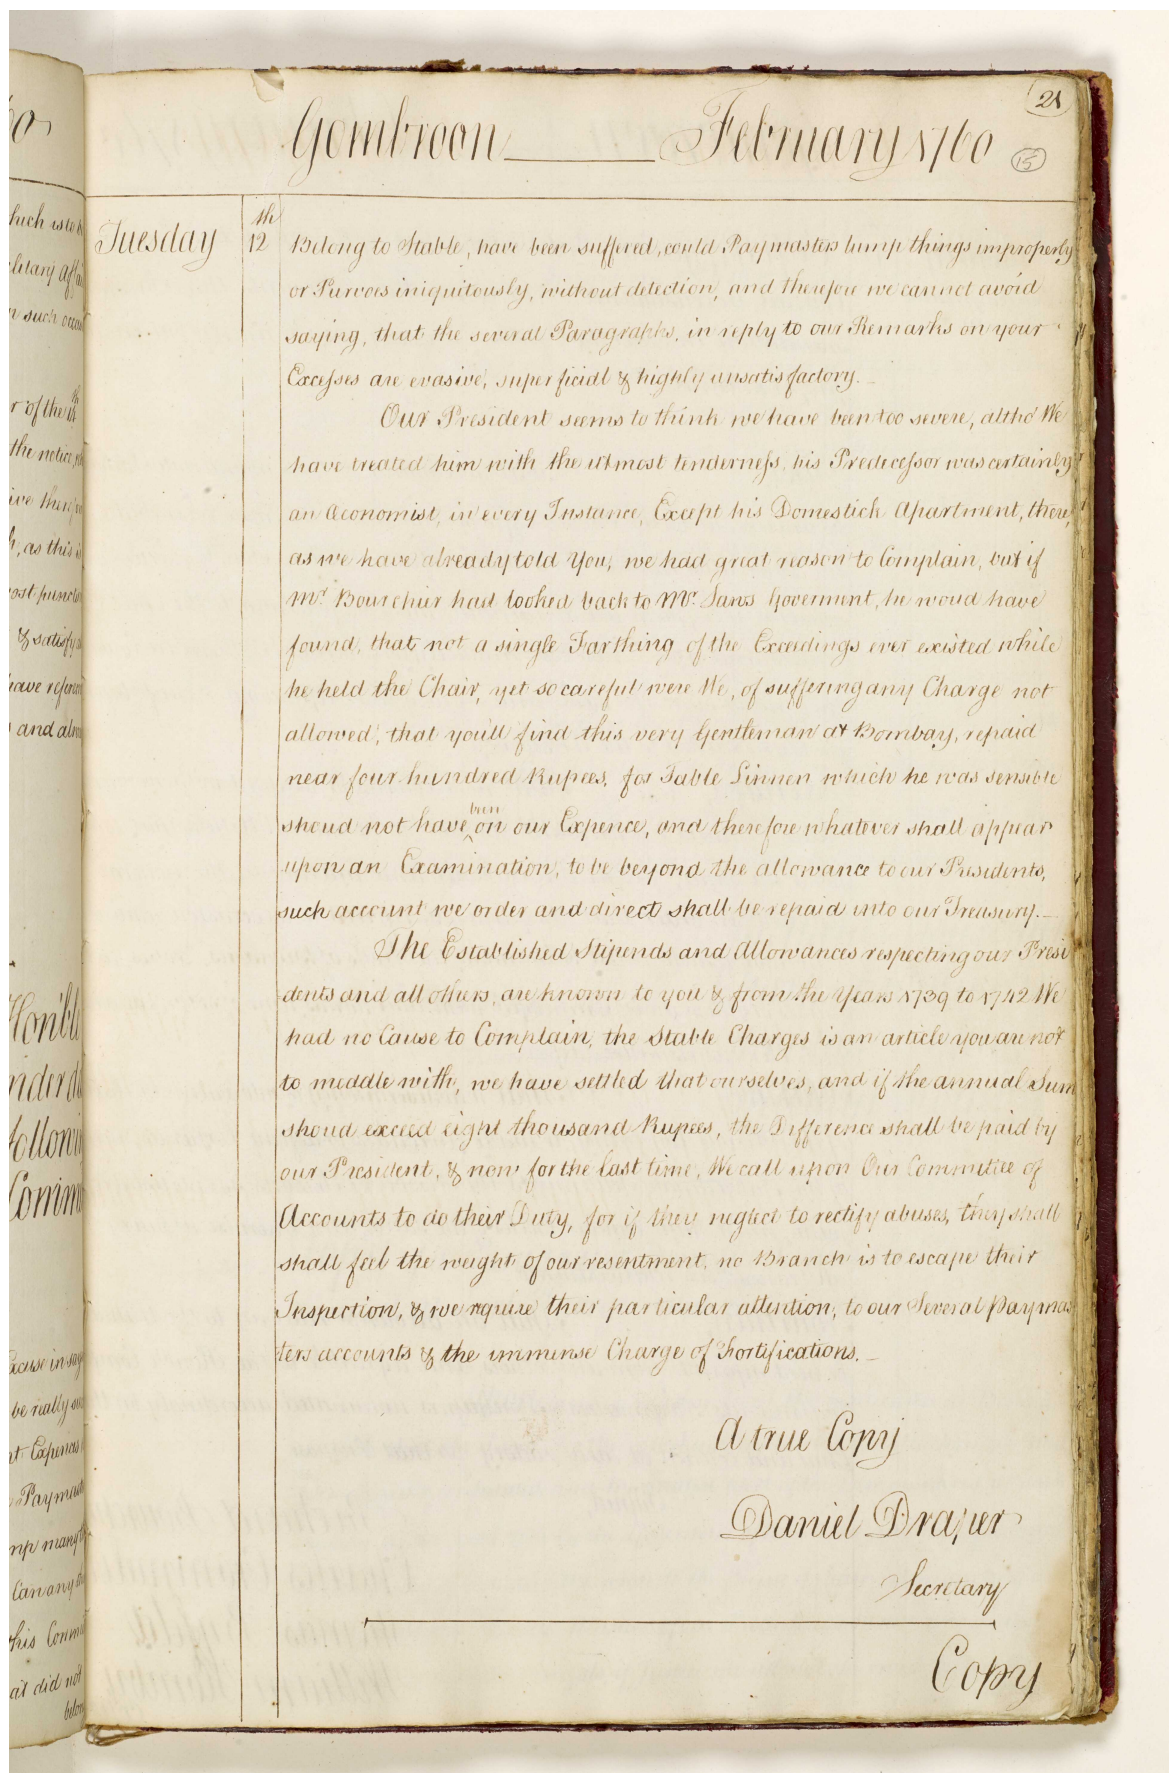 21
Gombroon February 1760
15
Tuesday 12th
Belong to Stable, have been suffered, could Paymasters lump things improperly
or Purvoes iniquitously, without detection, and therefore we cannot avoid
saying, that the several Paragraphs, in reply to our Remarks on your
Excesses are evasive, superficial & highly unsatisfactory.
Our President seems to think we have been too severe, altho' We
have treated him with the utmost tenderness, his Predecessor was certainly
an Æconomist, in every Instance, Except his Domestick Apartment, there,
as we have already told You, we had great reason to Complain, but if
Mr. Bourchier had looked back to Mr. Laws Goverment, he woud have
found, that not a single Farthing of the Exceedings ever existed while
he held the Chair, yet so careful were We, of suffering any Charge not
allowed, that you'll find this very Gentleman at Bombay, repaid
near four hundred Rupees, for Table Linnen which he was sensible
shoud not have been on our Expence, and therefore whatever shall appear
upon an Examination, to be beyond the allowance to our Presidents,
such account we order and direct shall be repaid into our Treasury.
The Established Stipends and Allowances respecting our Presi
dents and all others, are known to you & from the Years 1739 to 1742 We
had no Cause to Complain, the Stable Charges is an article you are not
to meddle with, we have settled that ourselves, and if the annual Sum
shoud exceed eight thousand Rupees, the Difference shall be paid by
our President, & now for the last time, We call upon Our Committee of
Accounts to do their Duty, for if they neglect to rectify abuses, they shall
shall feel the weight of our resentment, no Branch is to escape their
Inspection, & we require their particular attention, to our Several Paymas
ters accounts & the immense Charge of Fortifications.
A true Copy
Daniel Draper
Secretary
Copy